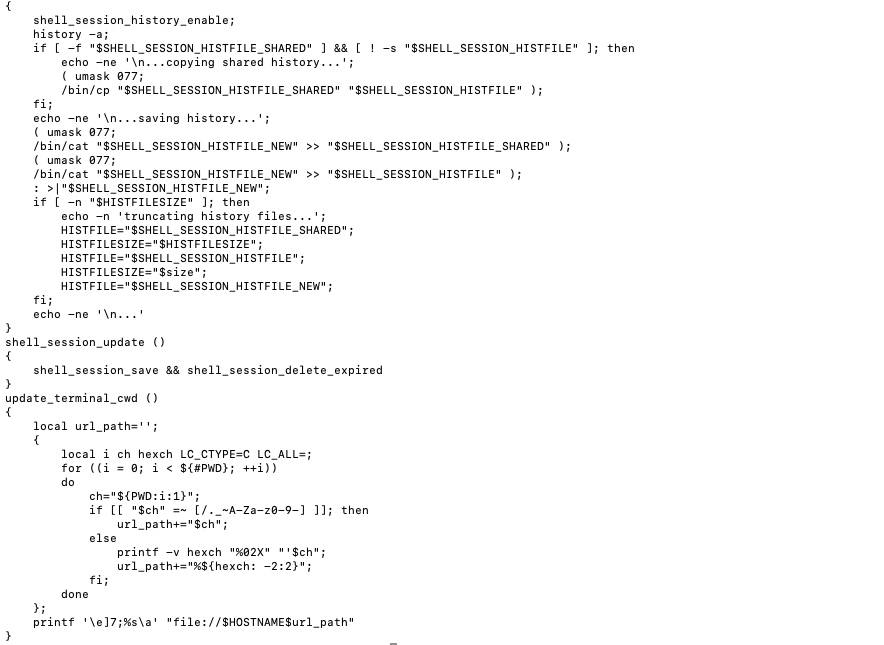 {
    shell_session_history_enable;
    history -a;
    if [ -f "$SHELL_SESSION_HISTFILE_SHARED" ] && [ ! -s "$SHELL_SESSION_HISTFILE" ]; then
        echo -ne '\n...copying shared history...';
        ( umask 077;
        /bin/cp "$SHELL_SESSION_HISTFILE_SHARED" "$SHELL_SESSION_HISTFILE" );
    fi;
    echo -ne '\n...saving history...';
    ( umask 077;
    /bin/cat "$SHELL_SESSION_HISTFILE_NEW" >> "$SHELL_SESSION_HISTFILE_SHARED" );
    ( umask 077;
    /bin/cat "$SHELL_SESSION_HISTFILE_NEW" >> "$SHELL_SESSION_HISTFILE" );
    : >|"$SHELL_SESSION_HISTFILE_NEW";
    if [ -n "$HISTFILESIZE" ]; then
        echo -n 'truncating history files...';
        HISTFILE="$SHELL_SESSION_HISTFILE_SHARED";
        HISTFILESIZE="$HISTFILESIZE";
        HISTFILE="$SHELL_SESSION_HISTFILE";
        HISTFILESIZE="$size";
        HISTFILE="$SHELL_SESSION_HISTFILE_NEW";
    fi;
    echo -ne '\n...'
}
shell_session_update ()
{
    shell_session_save && shell_session_delete_expired
}
update_terminal_cwd ()
{
    local url_path='';
    {
        local i ch hexch LC_CTYPE=C LC_ALL=;
        for ((i = 0; i < ${#PWD}; ++i))
        do
            ch="${PWD:i:1}";
            if [[ "$ch" =~ [/._~A-Za-z0-9-] ]]; then
                url_path+="$ch";
            else
                printf -v hexch "%02X" "'$ch";
                url_path+="%${hexch: -2:2}";
            fi;
        done
    };
    printf '\e]7;%s\a' "file://$HOSTNAME$url_path"
}